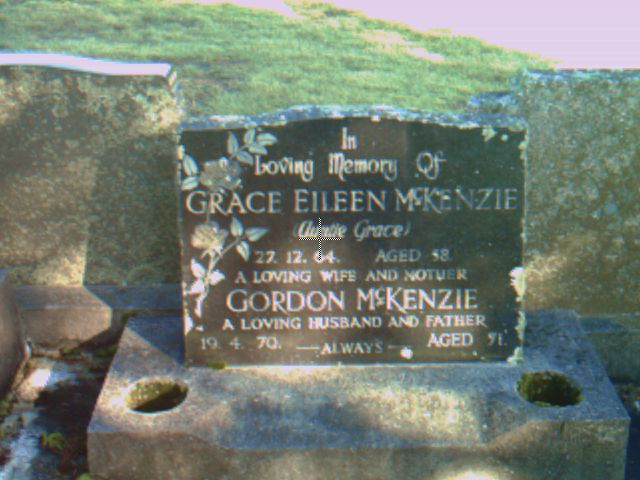 In
Loving Memory Of
GRACE EILEEN McKENZIE
(Auntie Grace)
27. 12. 64. AGED 58.
A LOVING WIFE AND MOTHER
GORDON McKENZIE
A LOVING HUSBAND AND FATHER
19. 4. 70. —ALWAYS— AGED 51.